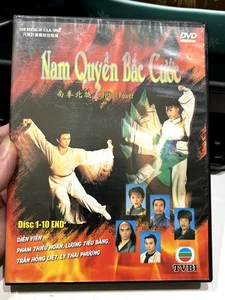 DVD
Nam Quyền Bắc Cước
南拳北腿
Disc 1-10 END
DIỄN VIÊN
PHẠM THIẾU HOÀN, LƯƠNG TIỂU BĂNG,
TRẦN HỒNG LIỆT, LÝ THÁI PHƯỢNG
TVBI